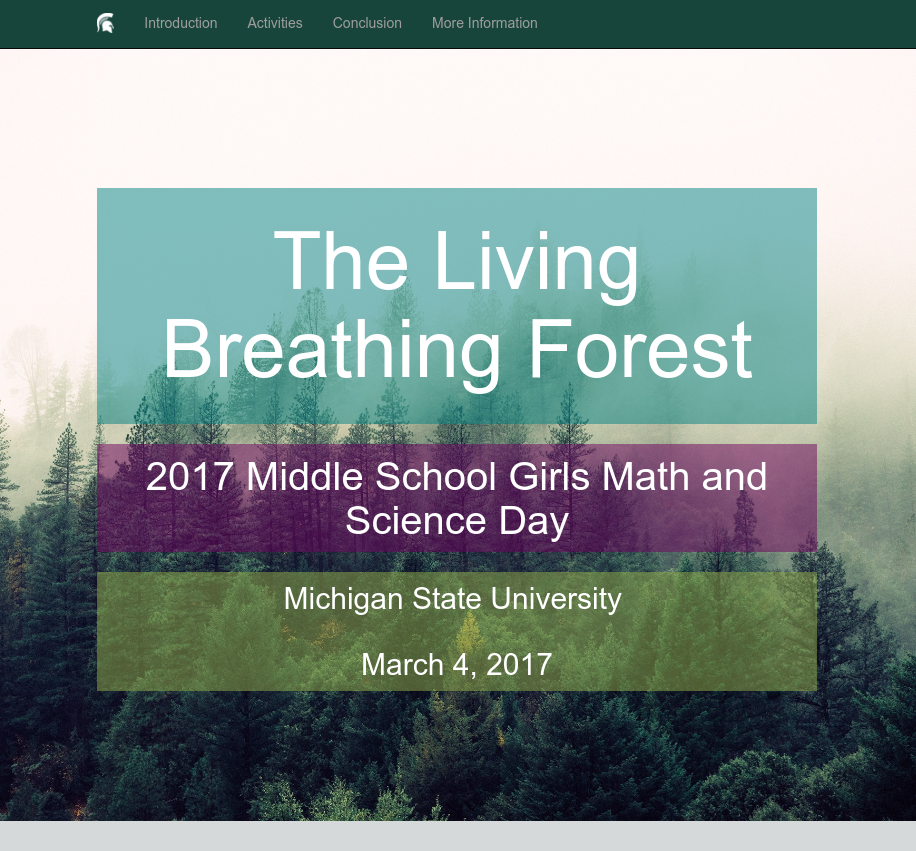 Introduction Activities Conclusion More Information
The Living
Breathing Forest
2017 Middle School Girls Math and
Science Day
Michigan State University
March 4, 2017